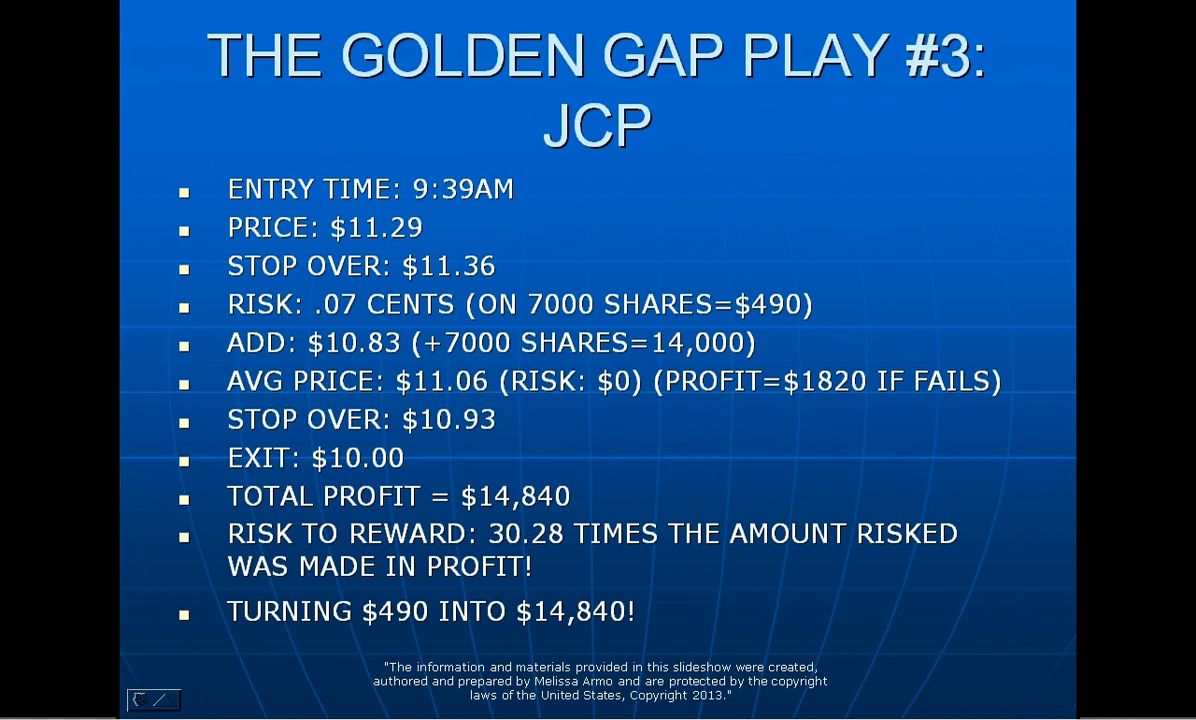 THE GOLDEN GAP PLAY #3:
JCP
ENTRY TIME: 9:39AM
PRICE: $11.29
STOP OVER: $11.36
RISK: .07 CENTS (ON 7000 SHARES=$490)
ADD: $10.83 (+7000 SHARES=14,000)
AVG PRICE: $11.06 (RISK: $0) (PROFIT=$1820 IF FAILS)
STOP OVER: $10.93
EXIT: $10.00
TOTAL PROFIT = $14,840
RISK TO REWARD: 30.28 TIMES THE AMOUNT RISKED
WAS MADE IN PROFIT!
TURNING $490 INTO $14,840!
"The information and materials provided in this slideshow were created,
authored and prepared by Melissa Armo and are protected by the copyright
laws of the United States, Copyright 2013."